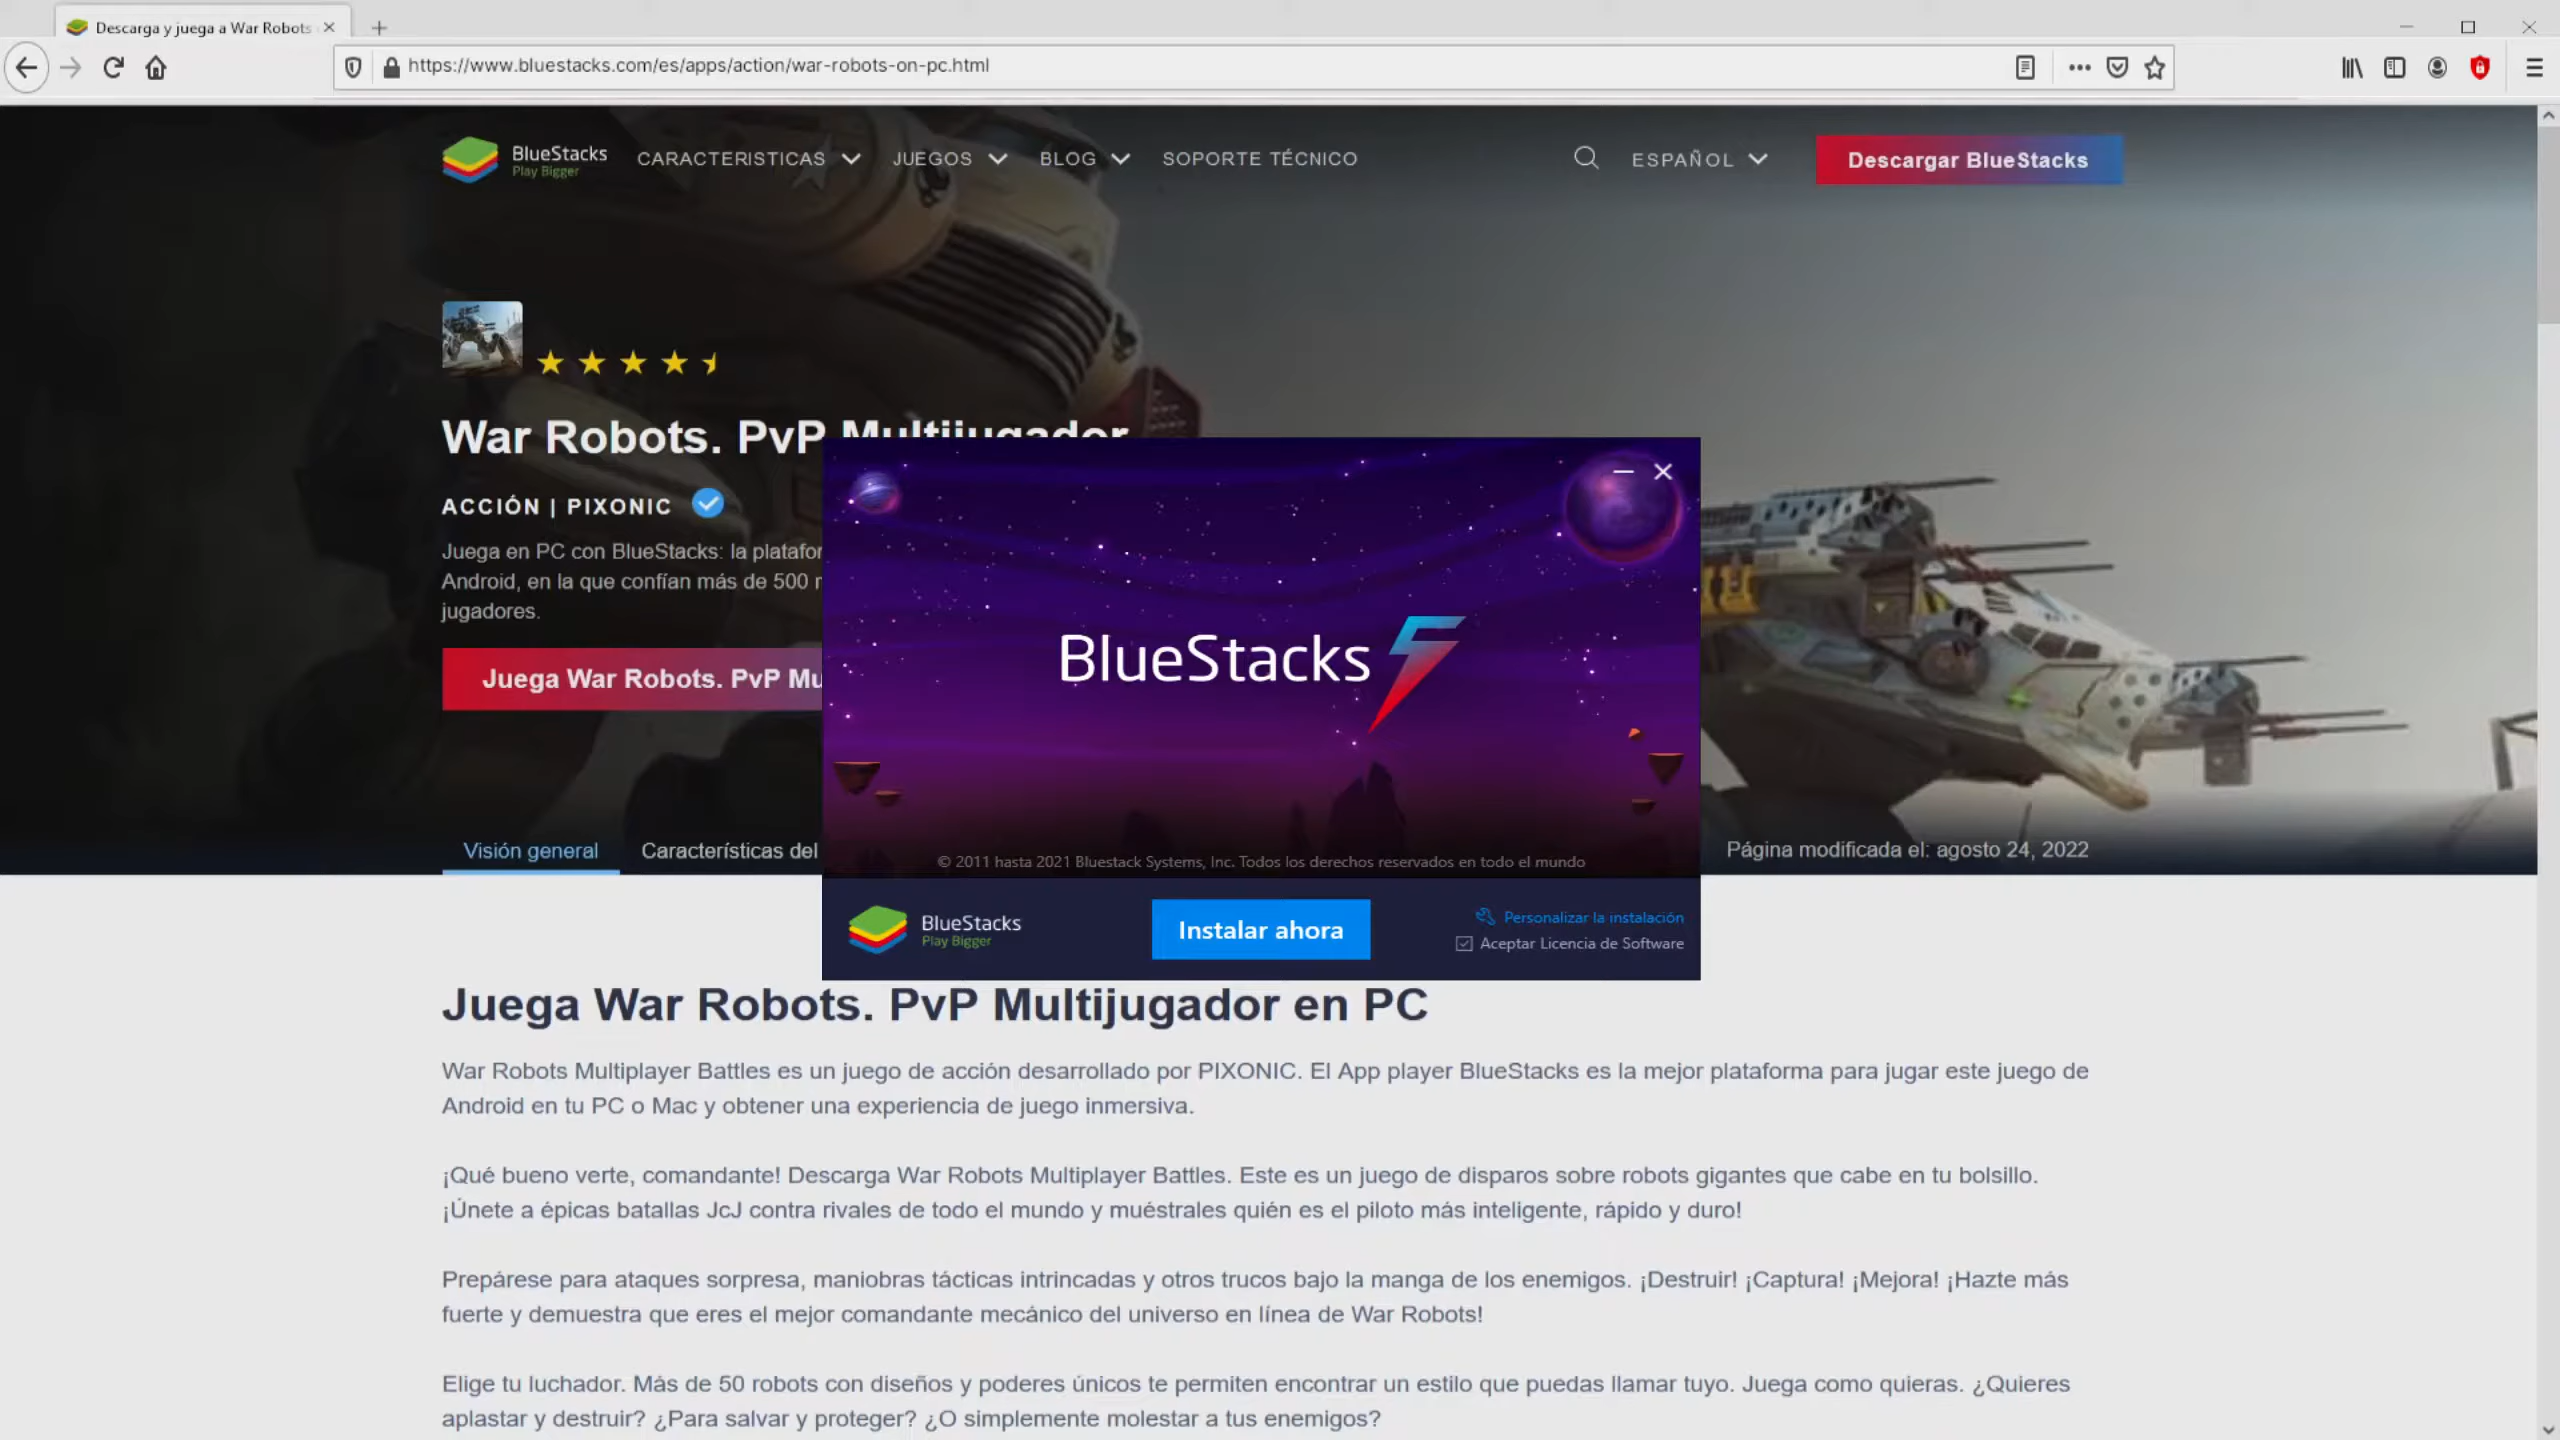 Descarga y juega a War Robots
https://www.bluestacks.com/es/apps/action/war-robots-on-pc.html
BlueStacks
Play Bigger
CARACTERISTICAS
JUEGOS
BLOG
SOPORTE TÉCNICO
ESPAÑOL
Descargar BlueStacks
War Robots. PvP Multijugador
ACCIÓN | PIXONIC
Juega en PC con BlueStacks: la platafor
Android, en la que confían más de 500
jugadores.
Juega War Robots. PvP Mu
Visión general
Características del
Página modificada el: agosto 24, 2022
BlueStacks 5
© 2011 hasta 2021 Bluestack Systems, Inc. Todos los derechos reservados en todo el mundo
BlueStacks
Play Bigger
Instalar ahora
Personalizar la instalación
Aceptar Licencia de Software
Juega War Robots. PvP Multijugador en PC
War Robots Multiplayer Battles es un juego de acción desarrollado por PIXONIC. El App player BlueStacks es la mejor plataforma para jugar este juego de
Android en tu PC o Mac y obtener una experiencia de juego inmersiva.
¡Qué bueno verte, comandante! Descarga War Robots Multiplayer Battles. Este es un juego de disparos sobre robots gigantes que cabe en tu bolsillo.
¡Únete a épicas batallas JcJ contra rivales de todo el mundo y muéstrales quién es el piloto más inteligente, rápido y duro!
Prepárese para ataques sorpresa, maniobras tácticas intrincadas y otros trucos bajo la manga de los enemigos. ¡Destruir! ¡Captura! ¡Mejora! ¡Hazte más
fuerte y demuestra que eres el mejor comandante mecánico del universo en línea de War Robots!
Elige tu luchador. Más de 50 robots con diseños y poderes únicos te permiten encontrar un estilo que puedas llamar tuyo. Juega como quieras. ¿Quieres
aplastar y destruir? ¿Para salvar y proteger? ¿O simplemente molestar a tus enemigos?